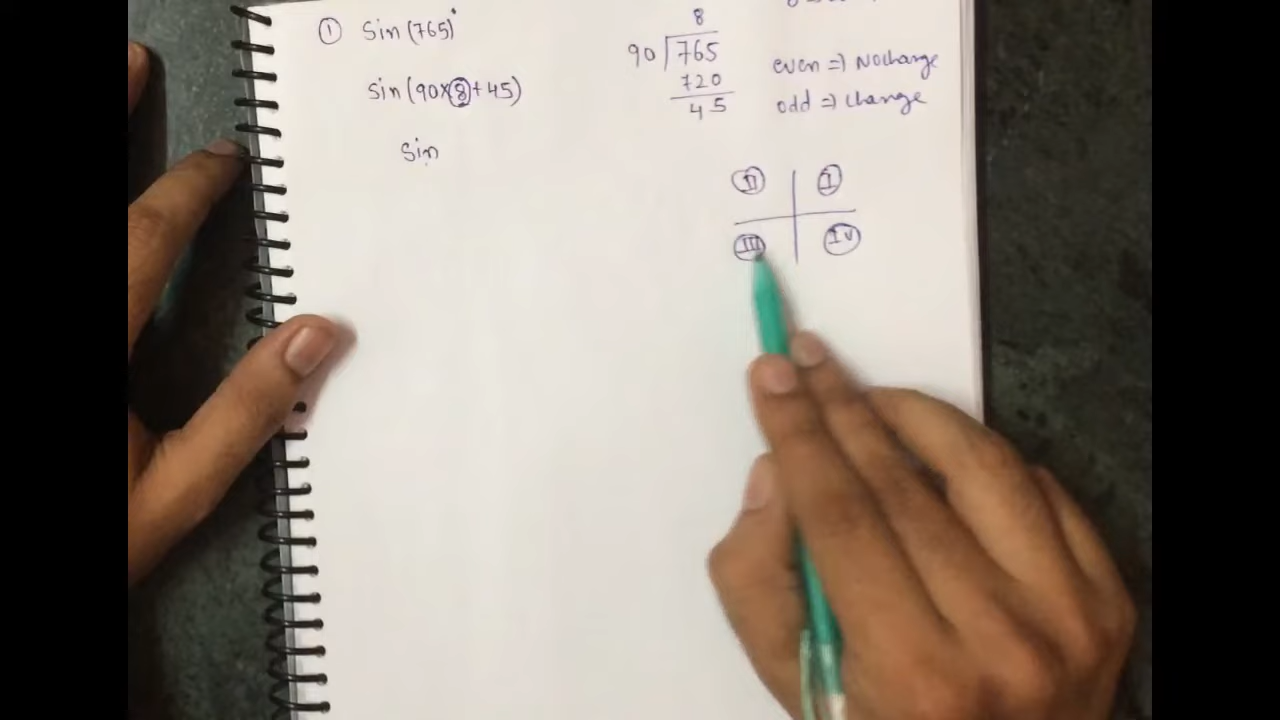 ① Sin (765)°
Sin (90×8+45)
Sin
8
90 765
720
45
even => No change
odd => change
II I
III IV